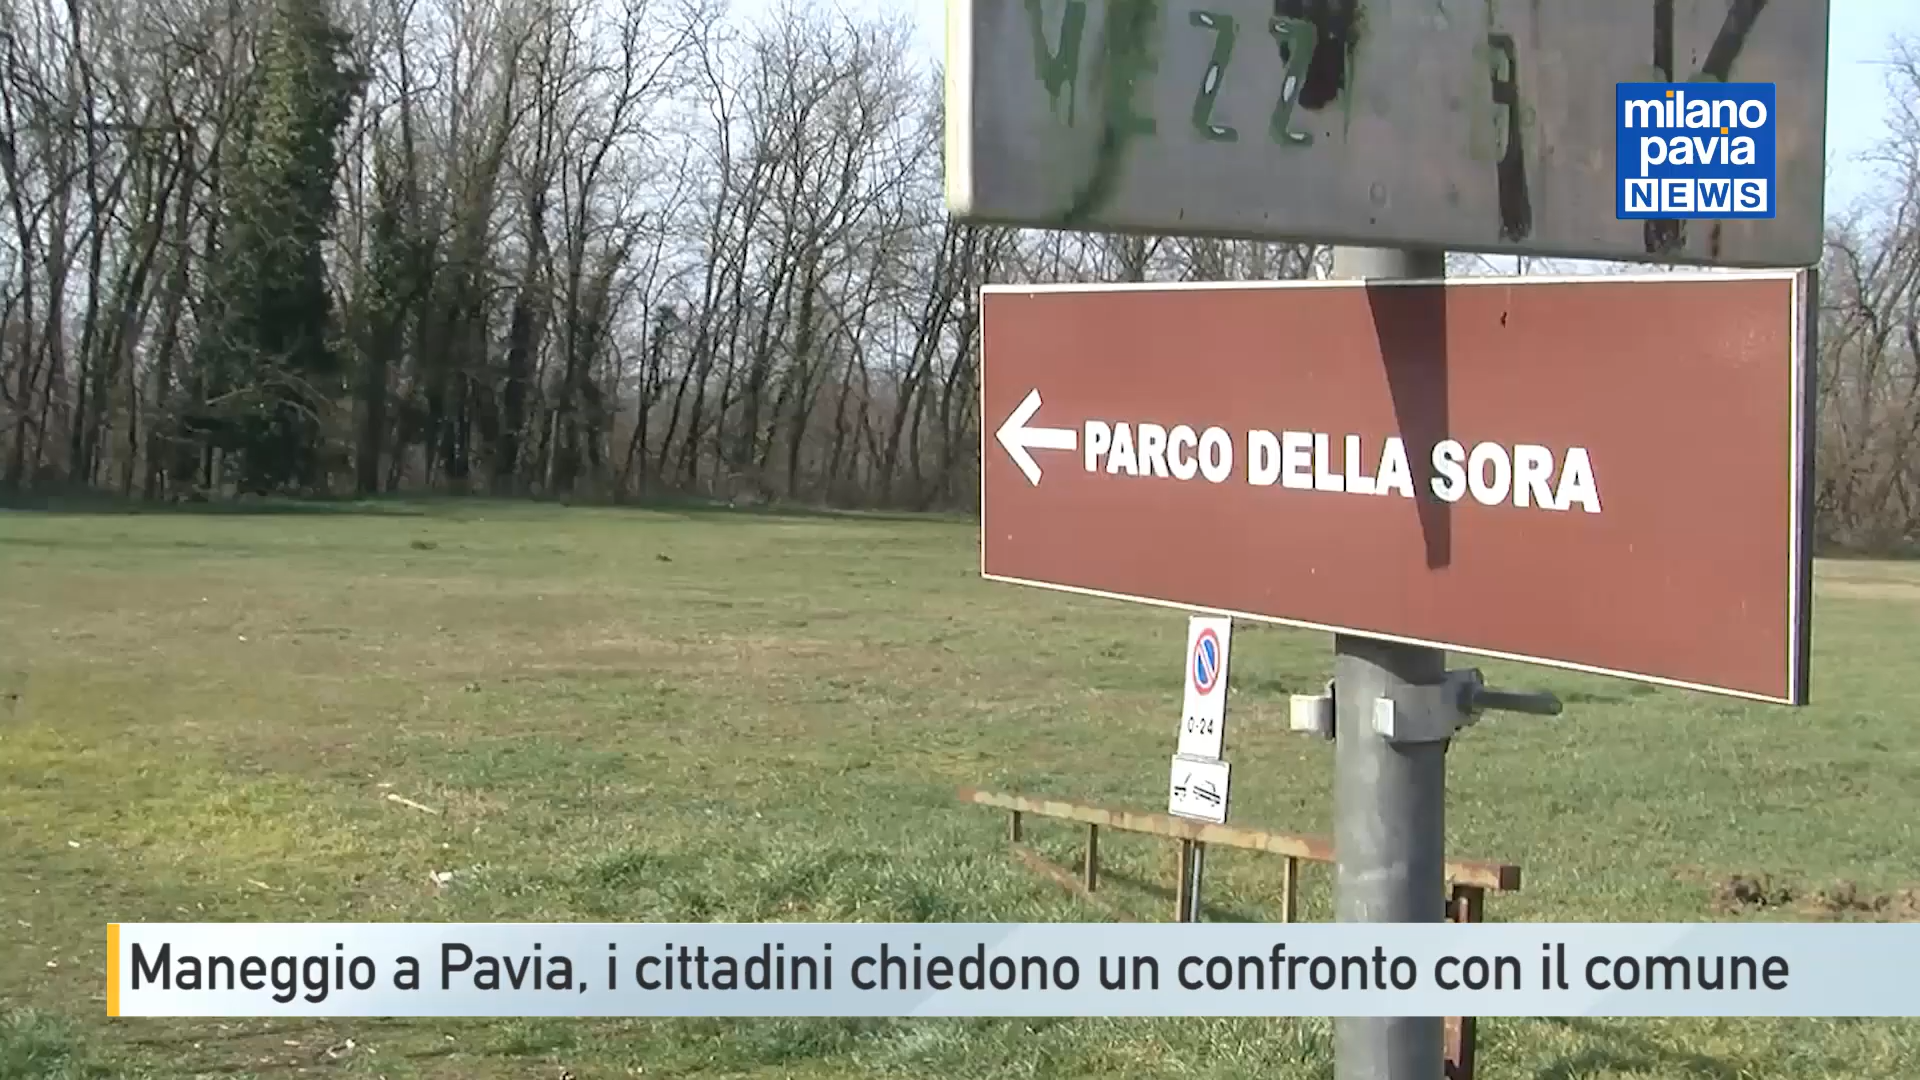 milano
pavia
NEWS
PARCO DELLA SORA
0-24
Maneggio a Pavia, i cittadini chiedono un confronto con il comune